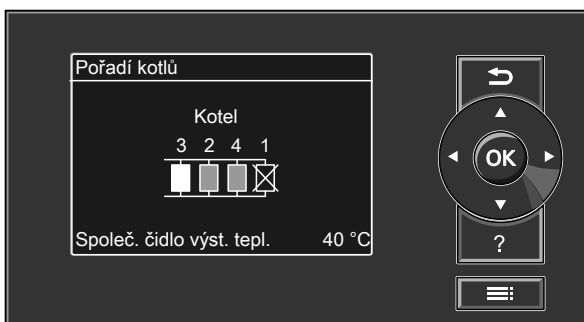 Pořadí kotlů
Kotel
3 2 4 1
Společ. čidlo výst. tepl. 40 °C
OK
?